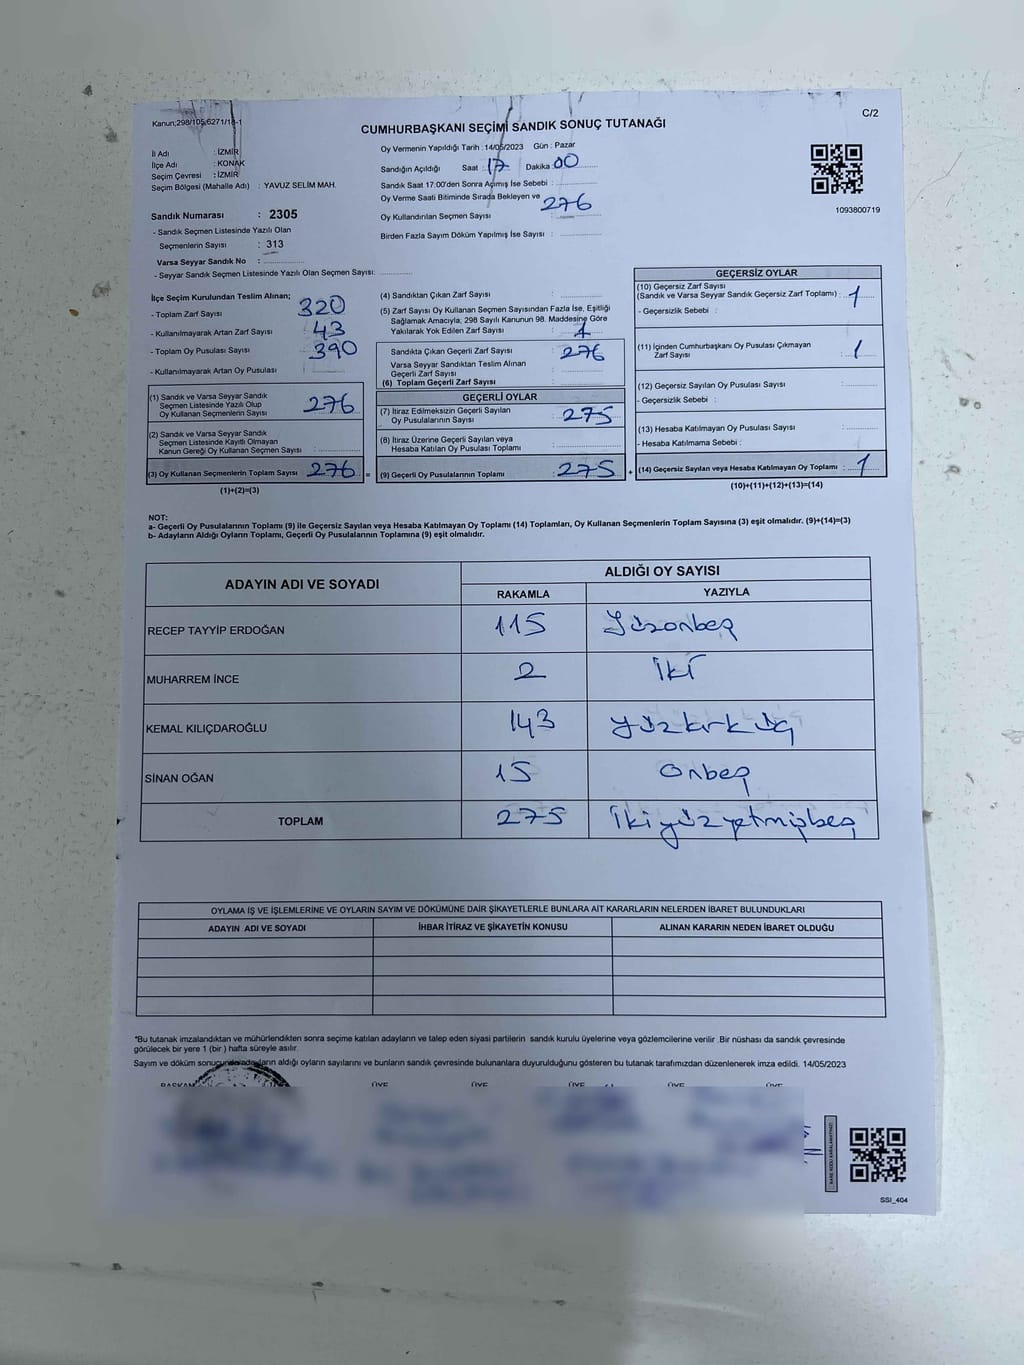 Kanun;298/105,6271/18-1
C/2
CUMHURBAŞKANI SEÇİMİ SANDIK SONUÇ TUTANAĞI
İl Adı : İZMİR
İlçe Adı : KONAK
Seçim Çevresi : İZMİR
Seçim Bölgesi (Mahalle Adı) : YAVUZ SELİM MAH.
Oy Vermenin Yapıldığı Tarih : 14/05/2023 Gün : Pazar
Sandığın Açıldığı Saat : 17 Dakika : 00
Sandık Saat 17:00'den Sonra Açılmış İse Sebebi :
Oy Verme Saati Bitiminde Sırada Bekleyen ve
Oy Kullandırılan Seçmen Sayısı : 276
Birden Fazla Sayım Döküm Yapılmış İse Sayısı :
1093800719
Sandık Numarası : 2305
- Sandık Seçmen Listesinde Yazılı Olan
Seçmenlerin Sayısı : 313
Varsa Seyyar Sandık No :
- Seyyar Sandık Seçmen Listesinde Yazılı Olan Seçmen Sayısı:
İlçe Seçim Kurulundan Teslim Alınan;
- Toplam Zarf Sayısı : 320
- Kullanılmayarak Artan Zarf Sayısı : 43
- Toplam Oy Pusulası Sayısı : 390
- Kullanılmayarak Artan Oy Pusulası :
(1) Sandık ve Varsa Seyyar Sandık
Seçmen Listesinde Yazılı Olup
Oy Kullanan Seçmenlerin Sayısı : 276
(2) Sandık ve Varsa Seyyar Sandık
Seçmen Listesinde Kayıtlı Olmayan
Kanun Gereği Oy Kullanan Seçmen Sayısı :
(3) Oy Kullanan Seçmenlerin Toplam Sayısı : 276 =
(1)+(2)=(3)
(4) Sandıktan Çıkan Zarf Sayısı :
(5) Zarf Sayısı Oy Kullanan Seçmen Sayısından Fazla İse, Eşitliği
Sağlamak Amacıyla, 298 Sayılı Kanunun 98. Maddesine Göre
Yakılarak Yok Edilen Zarf Sayısı : 1
Sandıkta Çıkan Geçerli Zarf Sayısı : 276
Varsa Seyyar Sandıktan Teslim Alınan
Geçerli Zarf Sayısı :
(6) Toplam Geçerli Zarf Sayısı :
GEÇERLİ OYLAR
(7) İtiraz Edilmeksizin Geçerli Sayılan
Oy Pusulalarının Sayısı : 275
(8) İtiraz Üzerine Geçerli Sayılan veya
Hesaba Katılan Oy Pusulası Toplamı :
(9) Geçerli Oy Pusulalarının Toplamı : 275 +
GEÇERSİZ OYLAR
(10) Geçersiz Zarf Sayısı
(Sandık ve Varsa Seyyar Sandık Geçersiz Zarf Toplamı) : 1
- Geçersizlik Sebebi :
(11) İçinden Cumhurbaşkanı Oy Pusulası Çıkmayan
Zarf Sayısı : 1
(12) Geçersiz Sayılan Oy Pusulası Sayısı :
- Geçersizlik Sebebi :
(13) Hesaba Katılmayan Oy Pusulası Sayısı :
- Hesaba Katılmama Sebebi :
(14) Geçersiz Sayılan veya Hesaba Katılmayan Oy Toplamı : 1
(10)+(11)+(12)+(13)=(14)
NOT:
a- Geçerli Oy Pusulalarının Toplamı (9) ile Geçersiz Sayılan veya Hesaba Katılmayan Oy Toplamı (14) Toplamları, Oy Kullanan Seçmenlerin Toplam Sayısına (3) eşit olmalıdır. (9)+(14)=(3)
b- Adayların Aldığı Oyların Toplamı, Geçerli Oy Pusulalarının Toplamına (9) eşit olmalıdır.
ADAYIN ADI VE SOYADI
ALDIĞI OY SAYISI
RAKAMLA YAZIYLA
RECEP TAYYİP ERDOĞAN 115 Yüzonbeş
MUHARREM İNCE 2 İki
KEMAL KILIÇDAROĞLU 143 yüzkırküç
SİNAN OĞAN 15 Onbeş
TOPLAM 275 ikiyüzyetmişbeş
OYLAMA İŞ VE İŞLEMLERİNE VE OYLARIN SAYIM VE DÖKÜMÜNE DAİR ŞİKAYETLERLE BUNLARA AİT KARARLARIN NELERDEN İBARET BULUNDUKLARI
ADAYIN ADI VE SOYADI İHBAR İTİRAZ VE ŞİKAYETİN KONUSU ALINAN KARARIN NEDEN İBARET OLDUĞU
*Bu tutanak imzalandıktan ve mühürlendikten sonra seçime katılan adayların ve talep eden siyasi partilerin sandık kurulu üyelerine veya gözlemcilerine verilir .Bir nüshası da sandık çevresinde
görülecek bir yere 1 (bir ) hafta süreyle asılır.
Sayım ve döküm sonucunda adayların aldığı oyların sayılarını ve bunların sandık çevresinde bulunanlara duyurulduğunu gösteren bu tutanak tarafımızdan düzenlenerek imza edildi. 14/05/2023
BAŞKAN ÜYE ÜYE ÜYE ÜYE ÜYE
KARE KODU KARALAMAYINIZ!
SSI_404